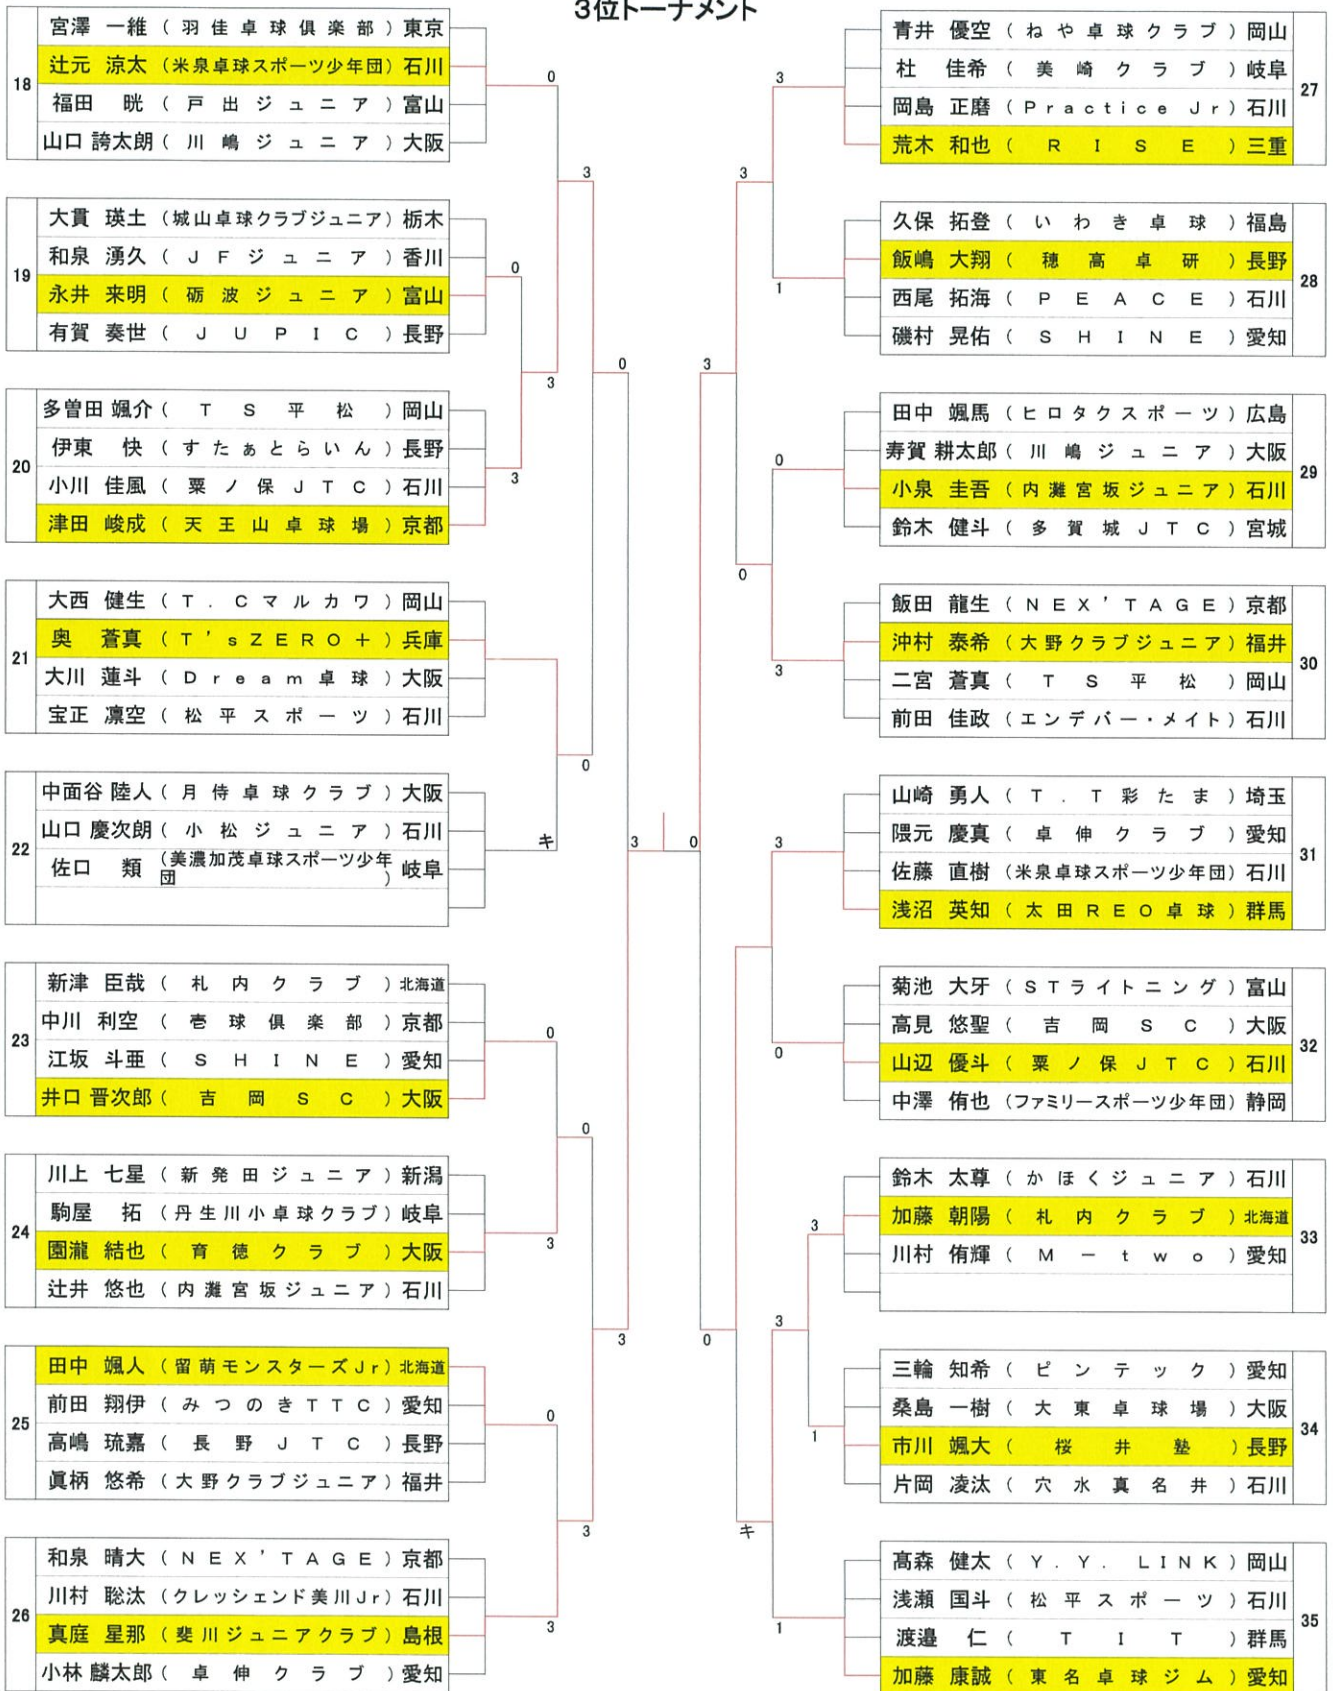 3位トーナメント
18
宮澤 一維 ( 羽佳卓球倶楽部 ) 東京
辻元 涼太 (米泉卓球スポーツ少年団) 石川
福田 晄 ( 戸出ジュニア ) 富山
山口 誇太朗 ( 川嶋ジュニア ) 大阪
19
大貫 瑛土 (城山卓球クラブジュニア) 栃木
和泉 湧久 ( JFジュニア ) 香川
永井 来明 ( 砺波ジュニア ) 富山
有賀 奏世 ( JUPIC ) 長野
20
多曽田 颯介 ( TS平松 ) 岡山
伊東 快 ( すたぁとらいん ) 長野
小川 佳風 ( 粟ノ保JTC ) 石川
津田 峻成 ( 天王山卓球場 ) 京都
21
大西 健生 ( T.Cマルカワ ) 岡山
奥 蒼真 ( T'sZERO+ ) 兵庫
大川 蓮斗 ( Dream卓球 ) 大阪
宝正 凛空 ( 松平スポーツ ) 石川
22
中面谷 陸人 ( 月侍卓球クラブ ) 大阪
山口 慶次朗 ( 小松ジュニア ) 石川
佐口 類 (美濃加茂卓球スポーツ少年団) 岐阜
23
新津 臣哉 ( 札内クラブ ) 北海道
中川 利空 ( 壱球倶楽部 ) 京都
江坂 斗亜 ( SHINE ) 愛知
井口 晋次郎 ( 吉岡SC ) 大阪
24
川上 七星 ( 新発田ジュニア ) 新潟
駒屋 拓 ( 丹生川小卓球クラブ ) 岐阜
園瀧 結也 ( 育徳クラブ ) 大阪
辻井 悠也 ( 内灘宮坂ジュニア ) 石川
25
田中 颯人 ( 留萌モンスターズJr ) 北海道
前田 翔伊 ( みつのきTTC ) 愛知
高嶋 琉嘉 ( 長野JTC ) 長野
眞柄 悠希 ( 大野クラブジュニア ) 福井
26
和泉 晴大 ( NEX'TAGE ) 京都
川村 聡汰 (クレッシェンド美川Jr) 石川
真庭 星那 ( 斐川ジュニアクラブ ) 島根
小林 麟太郎 ( 卓伸クラブ ) 愛知
0
3
0
3
3
0
0
キ
0
0
3
3
0
3
3
3
0
3
3
1
3
0
0
3
3
0
0
3
3
1
キ
1
27
青井 優空 ( ねや卓球クラブ ) 岡山
杜 佳希 ( 美崎クラブ ) 岐阜
岡島 正磨 ( Practice Jr ) 石川
荒木 和也 ( RISE ) 三重
28
久保 拓登 ( いわき卓球 ) 福島
飯嶋 大翔 ( 穂高卓研 ) 長野
西尾 拓海 ( PEACE ) 石川
磯村 晃佑 ( SHINE ) 愛知
29
田中 颯馬 ( ヒロタクスポーツ ) 広島
寿賀 耕太郎 ( 川嶋ジュニア ) 大阪
小泉 圭吾 ( 内灘宮坂ジュニア ) 石川
鈴木 健斗 ( 多賀城JTC ) 宮城
30
飯田 龍生 ( NEX'TAGE ) 京都
沖村 泰希 ( 大野クラブジュニア ) 福井
二宮 蒼真 ( TS平松 ) 岡山
前田 佳政 ( エンデバー・メイト ) 石川
31
山崎 勇人 ( T.T彩たま ) 埼玉
隈元 慶真 ( 卓伸クラブ ) 愛知
佐藤 直樹 (米泉卓球スポーツ少年団) 石川
浅沼 英知 ( 太田REO卓球 ) 群馬
32
菊池 大牙 ( STライトニング ) 富山
高見 悠聖 ( 吉岡SC ) 大阪
山辺 優斗 ( 粟ノ保JTC ) 石川
中澤 侑也 (ファミリースポーツ少年団) 静岡
33
鈴木 太尊 ( かほくジュニア ) 石川
加藤 朝陽 ( 札内クラブ ) 北海道
川村 侑輝 ( M-two ) 愛知
34
三輪 知希 ( ピンテック ) 愛知
桑島 一樹 ( 大東卓球場 ) 大阪
市川 颯大 ( 桜井塾 ) 長野
片岡 凌汰 ( 穴水真名井 ) 石川
35
髙森 健太 ( Y.Y. LINK ) 岡山
浅瀬 国斗 ( 松平スポーツ ) 石川
渡邉 仁 ( TIT ) 群馬
加藤 康誠 ( 東名卓球ジム ) 愛知